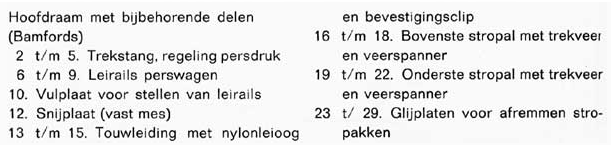 Hoofdraam met bijbehorende delen
(Bamfords)
2 t/m 5. Trekstang, regeling persdruk
6 t/m 9. Leirails perswagen
10. Vulplaat voor stellen van leirails
12. Snijplaat (vast mes)
13 t/m 15. Touwleiding met nylonleioog
en bevestigingsclip
16 t/m 18. Bovenste stropal met trekveer
en veerspanner
19 t/m 22. Onderste stropal met trekveer
en veerspanner
23 t/ 29. Glijplaten voor afremmen stro-
pakken